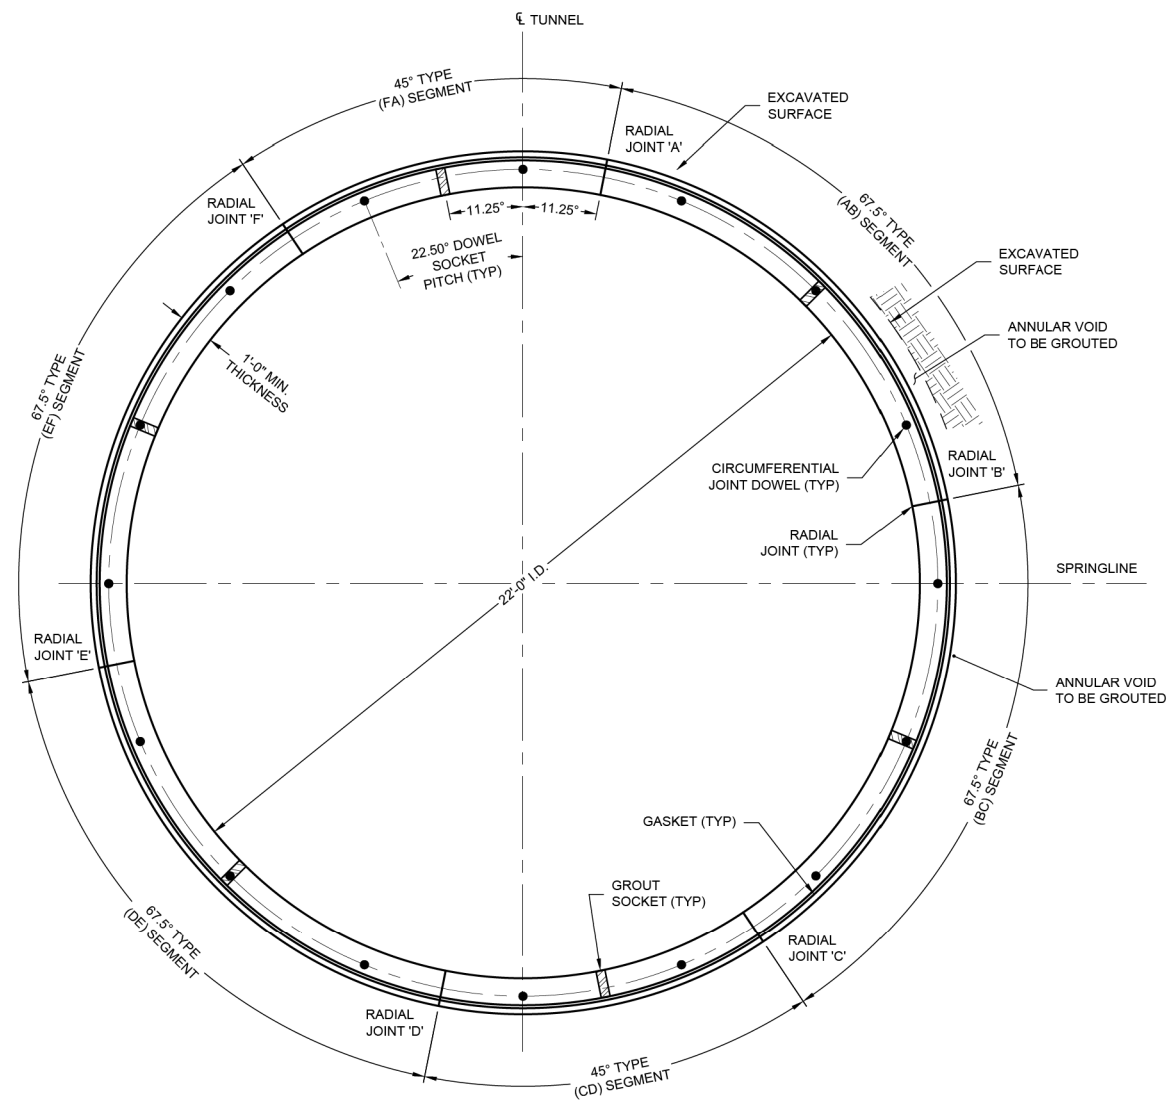 ℄ TUNNEL
45° TYPE
(FA) SEGMENT
EXCAVATED
SURFACE
RADIAL
JOINT 'A'
RADIAL
JOINT 'F'
67.5° TYPE
(AB) SEGMENT
11.25°
11.25°
22.50° DOWEL
SOCKET
PITCH (TYP)
EXCAVATED
SURFACE
ANNULAR VOID
TO BE GROUTED
67.5° TYPE
(EF) SEGMENT
1'-0" MIN.
THICKNESS
CIRCUMFERENTIAL
JOINT DOWEL (TYP)
RADIAL
JOINT 'B'
RADIAL
JOINT (TYP)
22'-0" I.D.
SPRINGLINE
RADIAL
JOINT 'E'
ANNULAR VOID
TO BE GROUTED
67.5° TYPE
(BC) SEGMENT
GASKET (TYP)
GROUT
SOCKET (TYP)
67.5° TYPE
(DE) SEGMENT
RADIAL
JOINT 'C'
RADIAL
JOINT 'D'
45° TYPE
(CD) SEGMENT